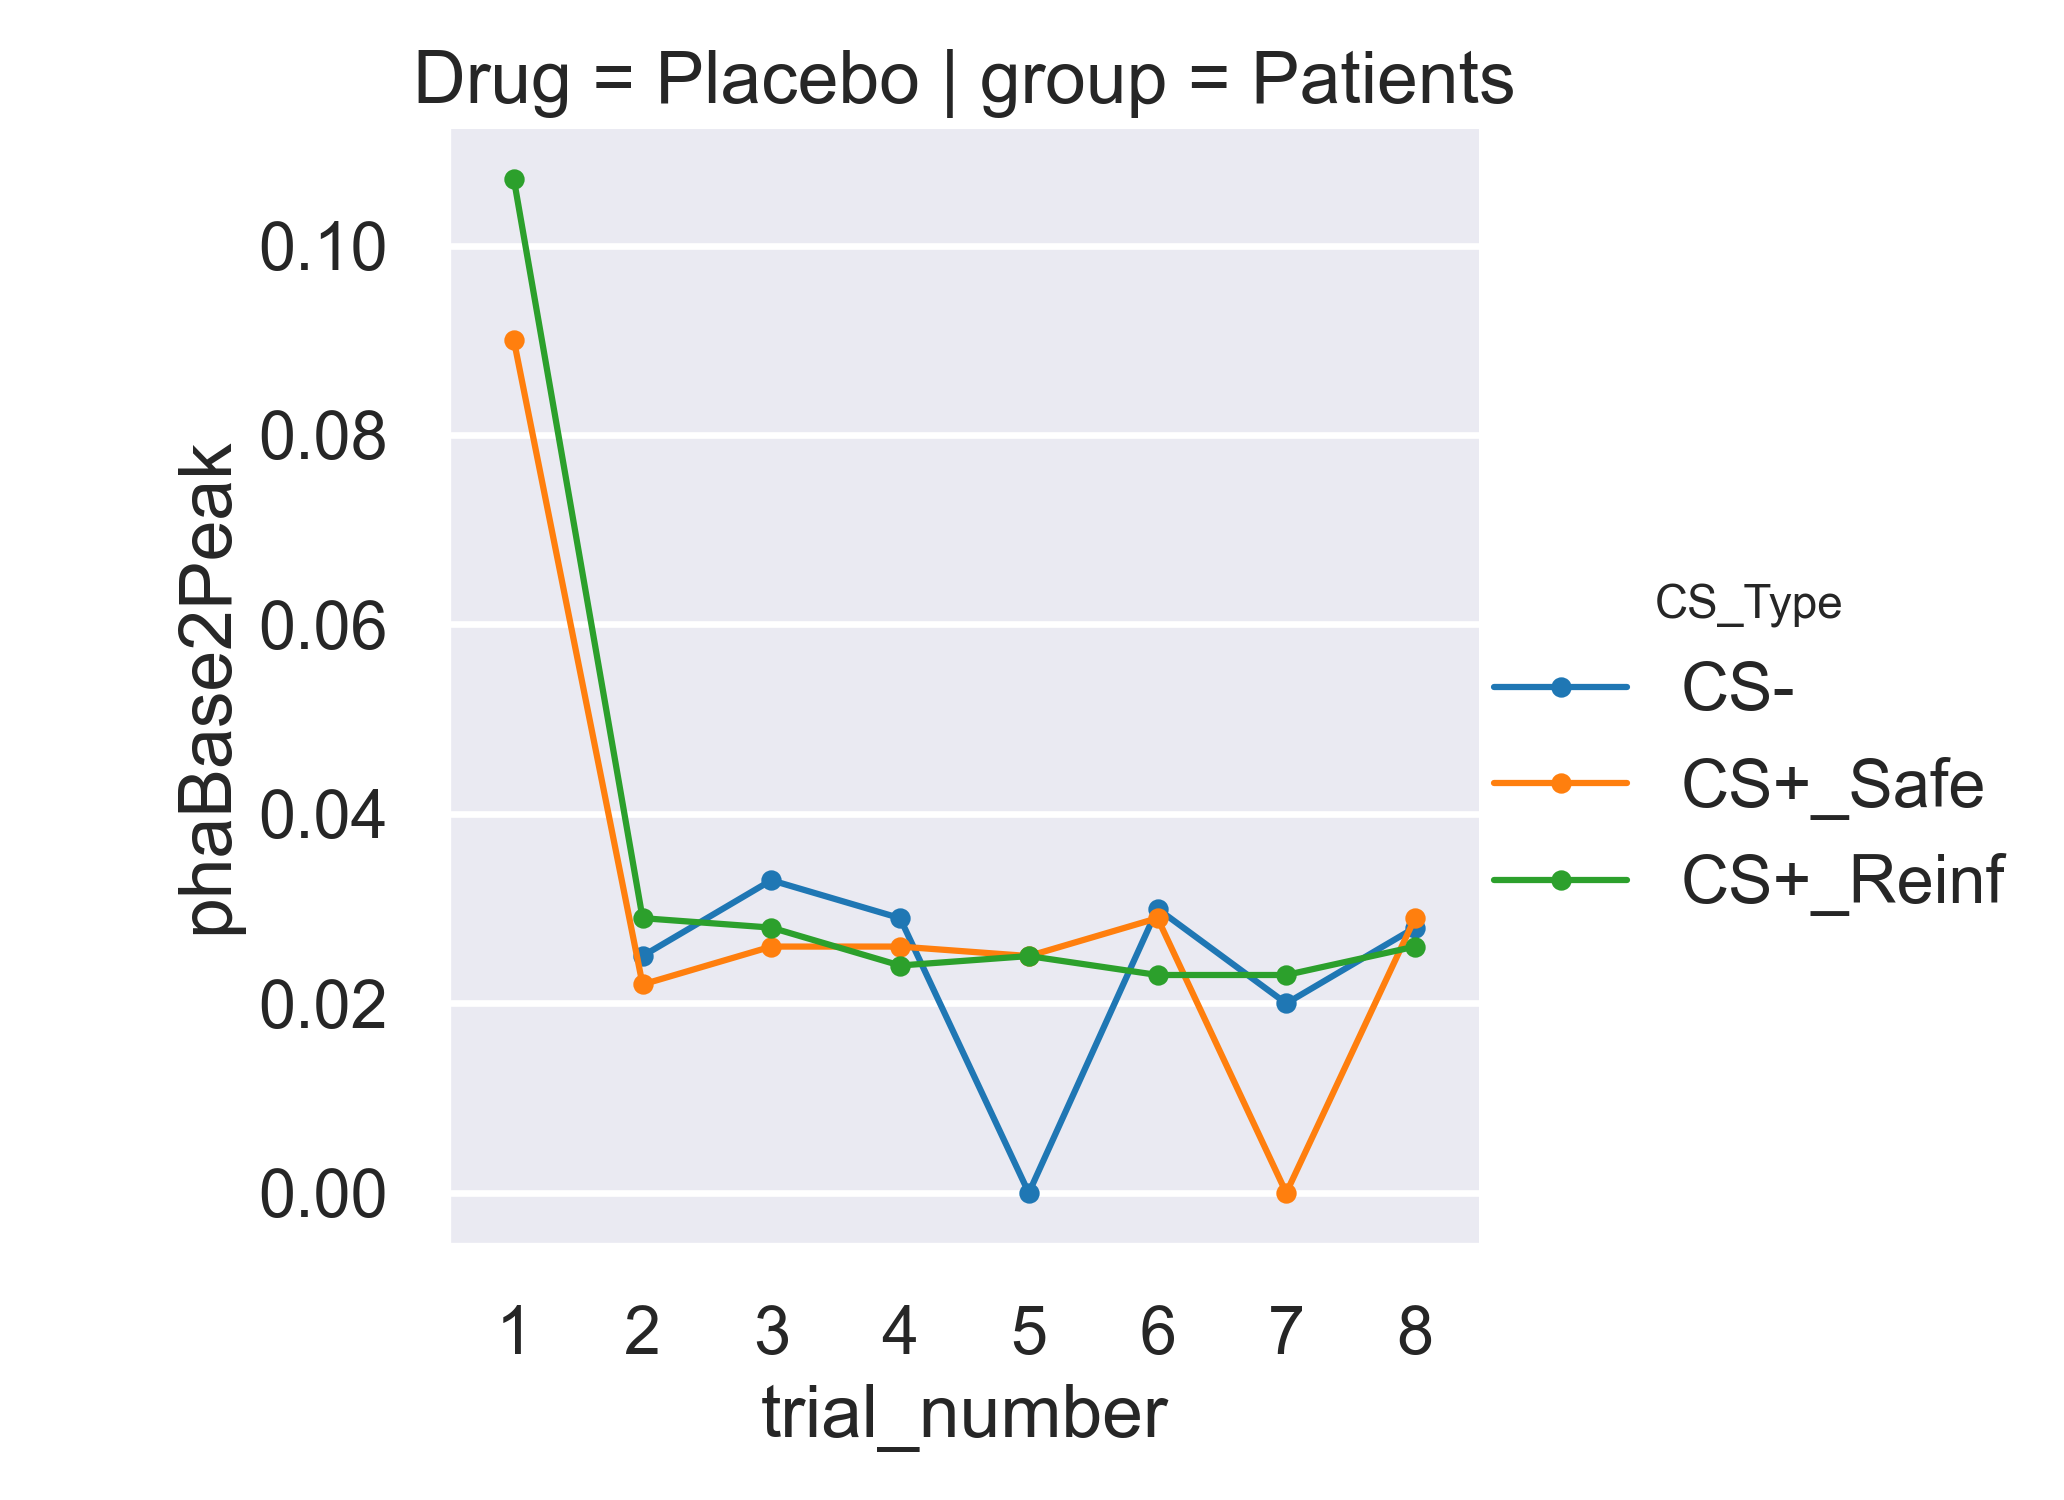 Drug = Placebo | group = Patients
phaBase2Peak
0.10
0.08
0.06
0.04
0.02
0.00
1 2 3 4 5 6 7 8
trial_number
CS_Type
CS-
CS+_Safe
CS+_Reinf